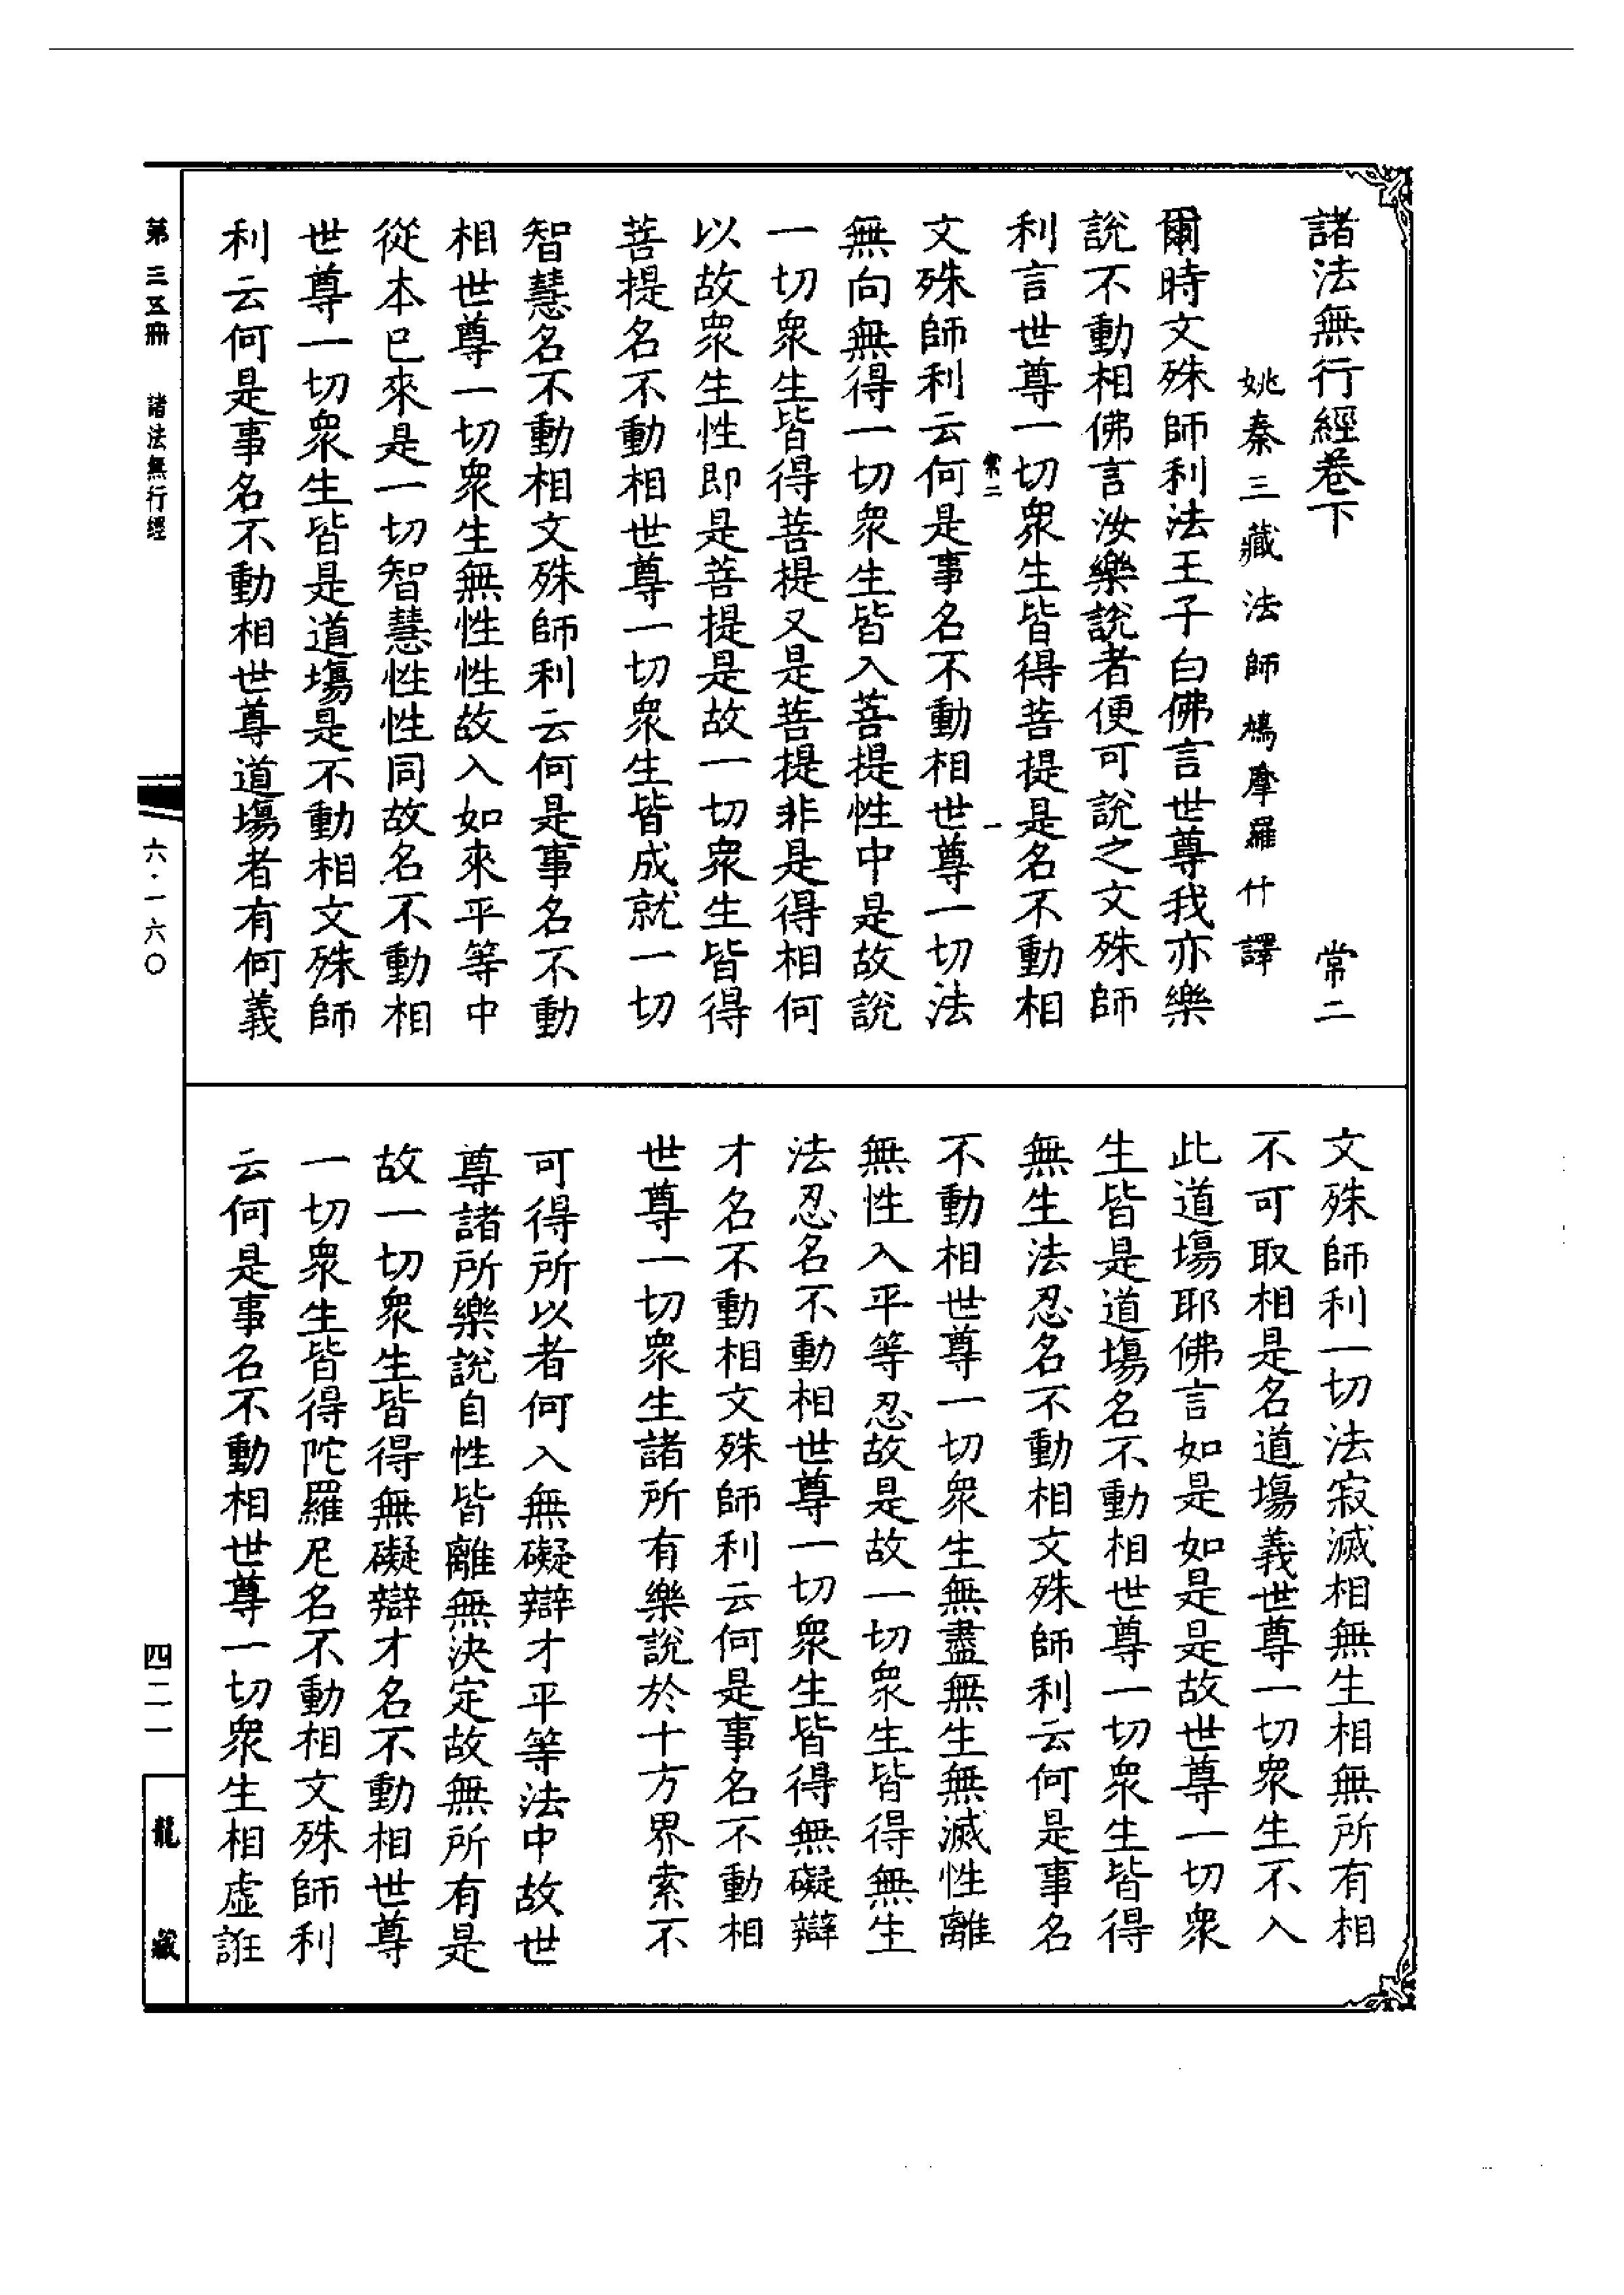 諸法無行經卷下　常二
姚秦三藏法師鳩摩羅什譯
爾時文殊師利法王子白佛言世尊我亦樂
說不動相佛言汝樂說者便可說之文殊師
利言世尊一切眾生皆得菩提是名不動相
常二　一
文殊師利云何是事名不動相世尊一切法
無向無得一切眾生皆入菩提性中是故說
一切眾生皆得菩提又是菩提非是得相何
以故眾生性即是菩提是故一切眾生皆得
菩提名不動相世尊一切眾生皆成就一切
智慧名不動相文殊師利云何是事名不動
相世尊一切眾生無性性故入如來平等中
從本已來是一切智慧性性同故名不動相
世尊一切眾生皆是道場是不動相文殊師
利云何是事名不動相世尊道場者有何義
文殊師利一切法寂滅相無生相無所有相
不可取相是名道場義世尊一切眾生不入
此道場耶佛言如是如是是故世尊一切眾
生皆是道場名不動相世尊一切眾生皆得
無生法忍名不動相文殊師利云何是事名
不動相世尊一切眾生無盡無生無滅性離
無性入平等忍故是故一切眾生皆得無生
法忍名不動相世尊一切眾生皆得無礙辯
才名不動相文殊師利云何是事名不動相
世尊一切眾生諸所有樂說於十方界索不
可得所以者何入無礙辯才平等法中故世
尊諸所樂說自性皆離無決定故無所有是
故一切眾生皆得無礙辯才名不動相世尊
一切眾生皆得陀羅尼名不動相文殊師利
云何是事名不動相世尊一切眾生相虛誑
第三五冊　諸法無行經　六·一六〇　四二一　龍藏